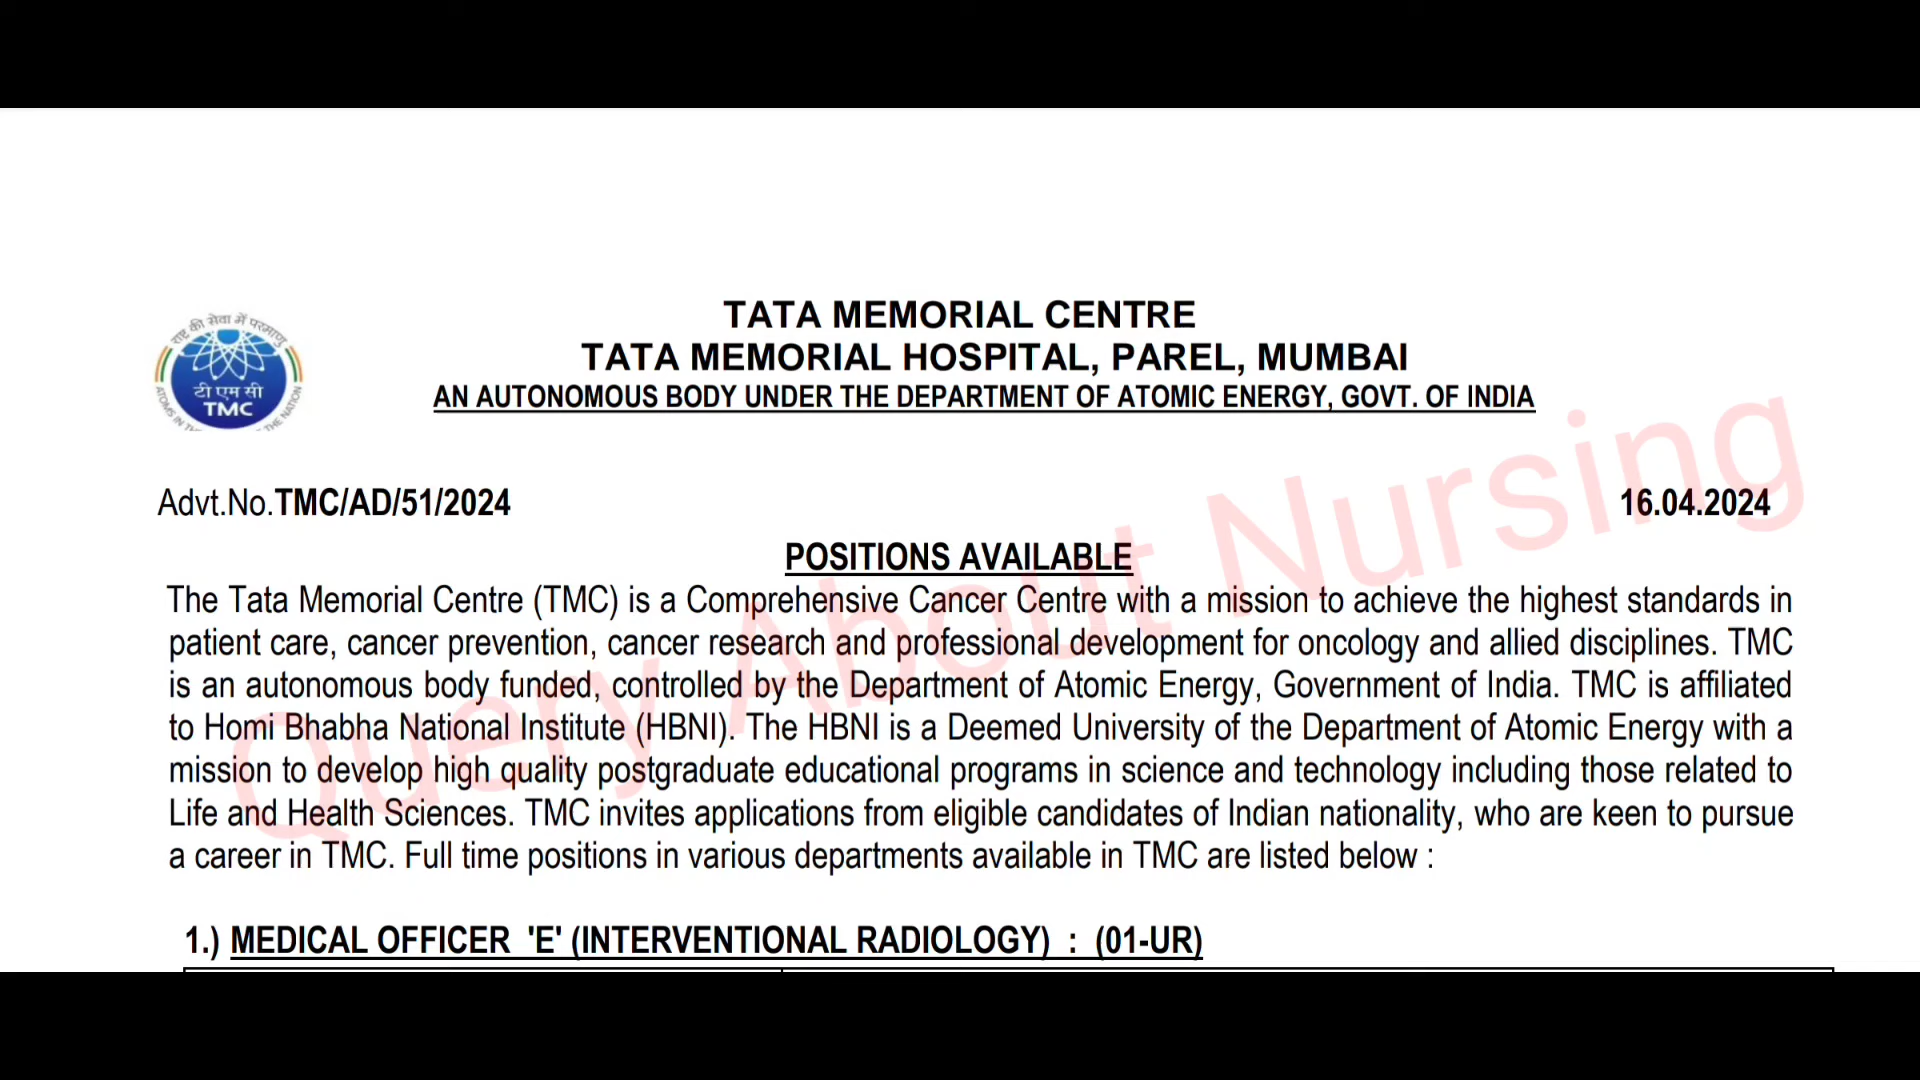 TATA MEMORIAL CENTRE
TATA MEMORIAL HOSPITAL, PAREL, MUMBAI
AN AUTONOMOUS BODY UNDER THE DEPARTMENT OF ATOMIC ENERGY, GOVT. OF INDIA
राष्ट्र की सेवा में परमाणु
टी एम सी
TMC
ATOMS IN THE
THE NATION
Advt.No.TMC/AD/51/2024
16.04.2024
POSITIONS AVAILABLE
The Tata Memorial Centre (TMC) is a Comprehensive Cancer Centre with a mission to achieve the highest standards in
patient care, cancer prevention, cancer research and professional development for oncology and allied disciplines. TMC
is an autonomous body funded, controlled by the Department of Atomic Energy, Government of India. TMC is affiliated
to Homi Bhabha National Institute (HBNI). The HBNI is a Deemed University of the Department of Atomic Energy with a
mission to develop high quality postgraduate educational programs in science and technology including those related to
Life and Health Sciences. TMC invites applications from eligible candidates of Indian nationality, who are keen to pursue
a career in TMC. Full time positions in various departments available in TMC are listed below :
1.) MEDICAL OFFICER 'E' (INTERVENTIONAL RADIOLOGY) : (01-UR)
Query About Nursing